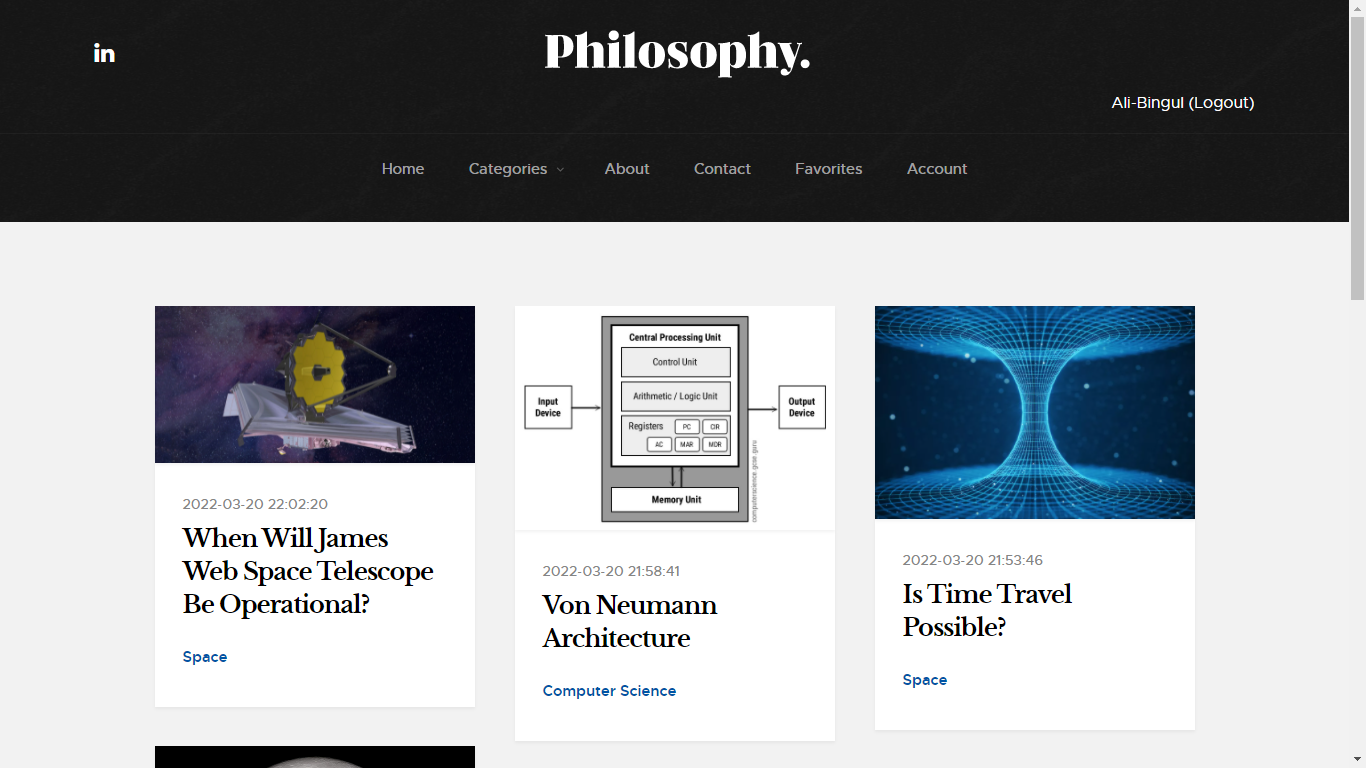 in
Philosophy.
Ali-Bingul (Logout)
Home Categories About Contact Favorites Account
2022-03-20 22:02:20
When Will James
Web Space Telescope
Be Operational?
Space
Central Processing Unit
Control Unit
Arithmetic / Logic Unit
Registers PC CIR
AC MAR MDR
Input
Device
Output
Device
Memory Unit
computerscience.gcse.guru
2022-03-20 21:58:41
Von Neumann
Architecture
Computer Science
2022-03-20 21:53:46
Is Time Travel
Possible?
Space